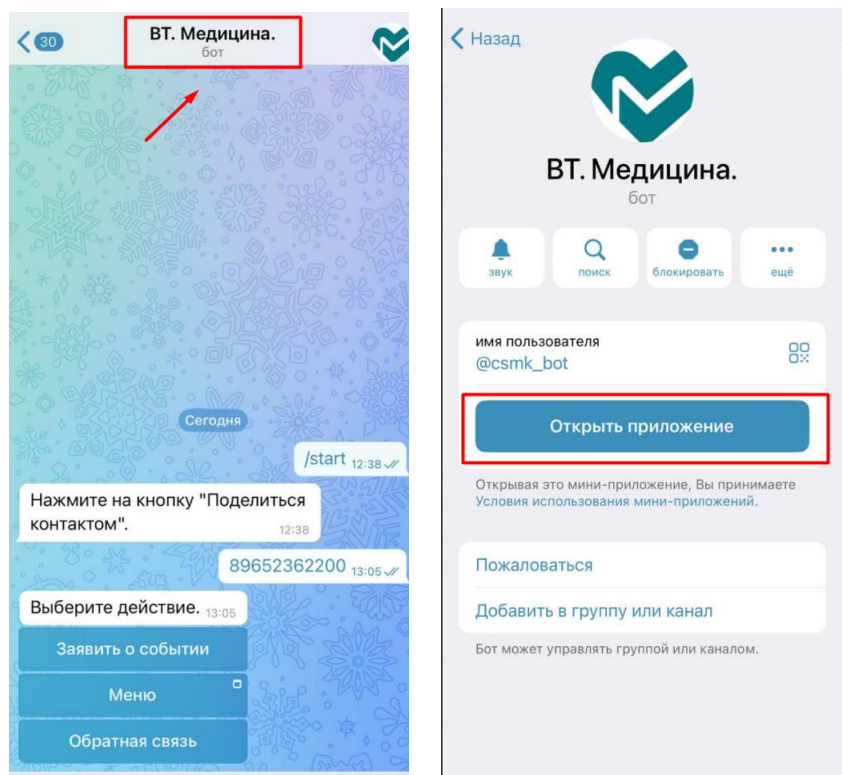 30
ВТ. Медицина.
бот
Сегодня
/start 12:38
Нажмите на кнопку "Поделиться
контактом".
12:38
89652362200 13:05
Выберите действие. 13:05
Заявить о событии
Меню
Обратная связь
Назад
ВТ. Медицина.
бот
звук
поиск
блокировать
ещё
имя пользователя
@csmk_bot
Открыть приложение
Открывая это мини-приложение, Вы принимаете
Условия использования мини-приложений.
Пожаловаться
Добавить в группу или канал
Бот может управлять группой или каналом.